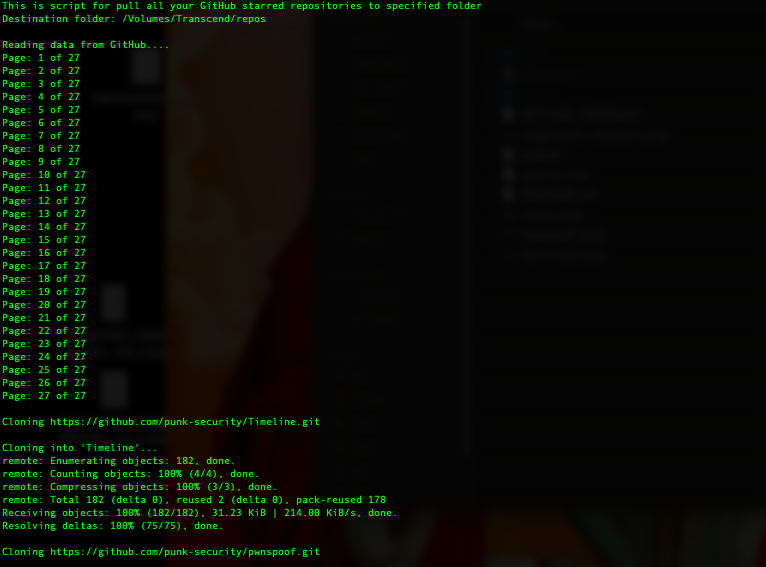 This is script for pull all your GitHub starred repositories to specified folder
Destination folder: /Volumes/Transcend/repos
Reading data from GitHub....
Page: 1 of 27
Page: 2 of 27
Page: 3 of 27
Page: 4 of 27
Page: 5 of 27
Page: 6 of 27
Page: 7 of 27
Page: 8 of 27
Page: 9 of 27
Page: 10 of 27
Page: 11 of 27
Page: 12 of 27
Page: 13 of 27
Page: 14 of 27
Page: 15 of 27
Page: 16 of 27
Page: 17 of 27
Page: 18 of 27
Page: 19 of 27
Page: 20 of 27
Page: 21 of 27
Page: 22 of 27
Page: 23 of 27
Page: 24 of 27
Page: 25 of 27
Page: 26 of 27
Page: 27 of 27
Cloning https://github.com/punk-security/Timeline.git
Cloning into 'Timeline'...
remote: Enumerating objects: 182, done.
remote: Counting objects: 100% (4/4), done.
remote: Compressing objects: 100% (3/3), done.
remote: Total 182 (delta 0), reused 2 (delta 0), pack-reused 178
Receiving objects: 100% (182/182), 31.23 KiB | 214.00 KiB/s, done.
Resolving deltas: 100% (75/75), done.
Cloning https://github.com/punk-security/pwnspoof.git